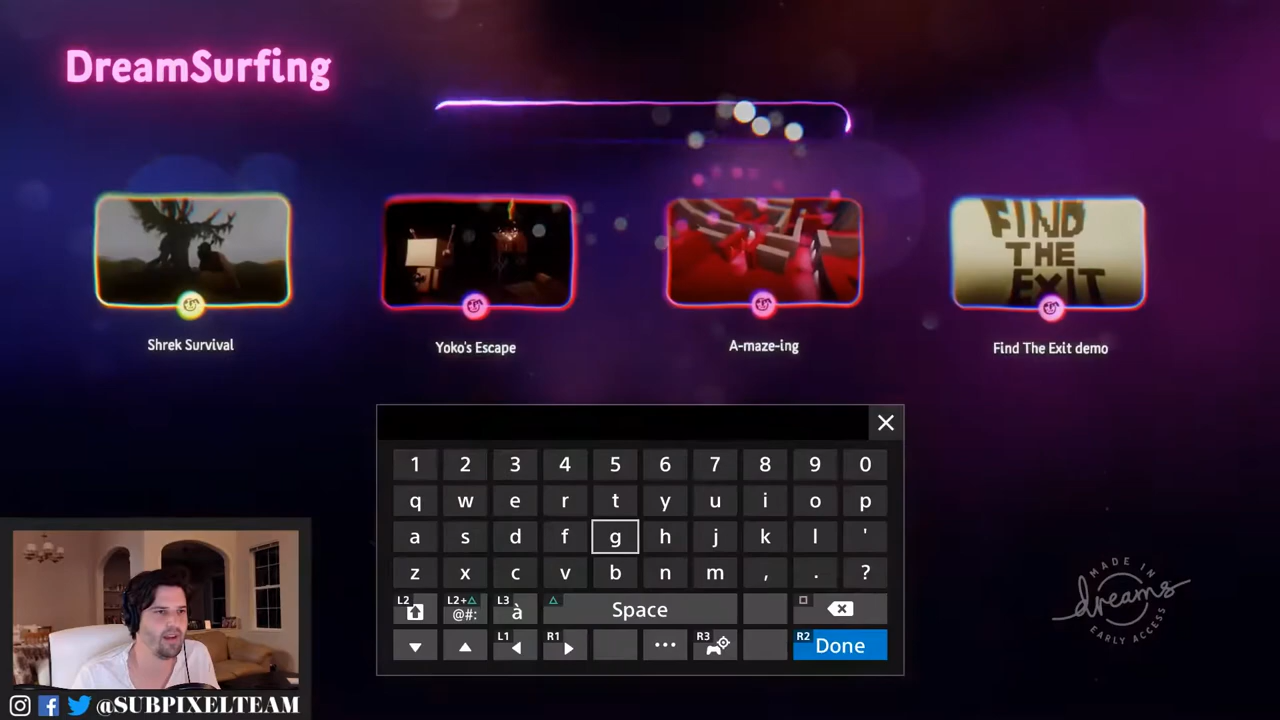 DreamSurfing
FIND
THE
EXIT
Shrek Survival
Yoko's Escape
A-maze-ing
Find The Exit demo
1 2 3 4 5 6 7 8 9 0
q w e r t y u i o p
a s d f g h j k l '
z x c v b n m , . ?
L2 L2+△ @#: L3 à △ Space □
L1 R1 ... R3 R2 Done
MADE IN
dreams
EARLY ACCESS
@SUBPIXELTEAM